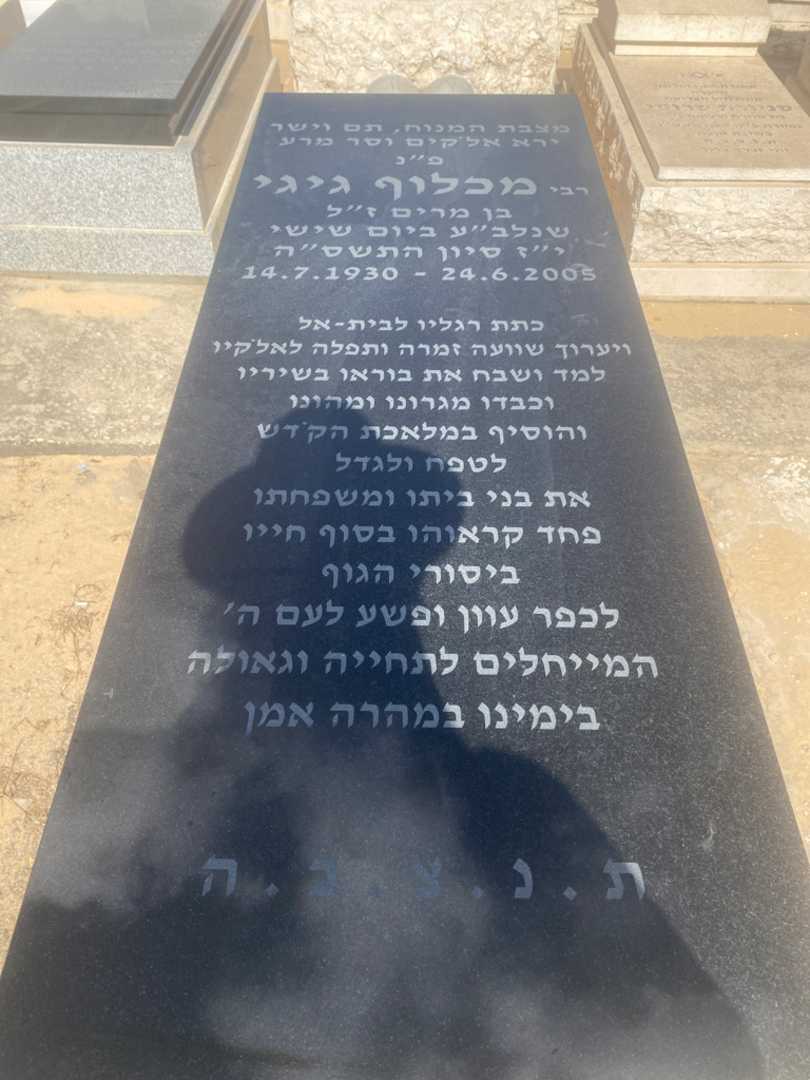 מצבת המנוח, תם וישר
ירא אלוקים וסר מרע
פ״נ
רבי מכלוף גיגי
בן מרים ז״ל
שנלב״ע ביום שישי
י״ז סיון התשס״ה
14.7.1930 - 24.6.2005
כתת רגליו לבית-אל
ויערוך שוועה זמרה ותפלה לאלקיו
למד ושבח את בוראו בשיריו
וכבדו מגרונו ומהונו
והוסיף במלאכת הקדש
לטפח ולגדל
את בני ביתו ומשפחתו
פחד קראוהו בסוף חייו
ביסורי הגוף
לכפר עוון ופשע לעם ה׳
המייחלים לתחייה וגאולה
בימינו במהרה אמן
ת.נ.צ.ב.ה